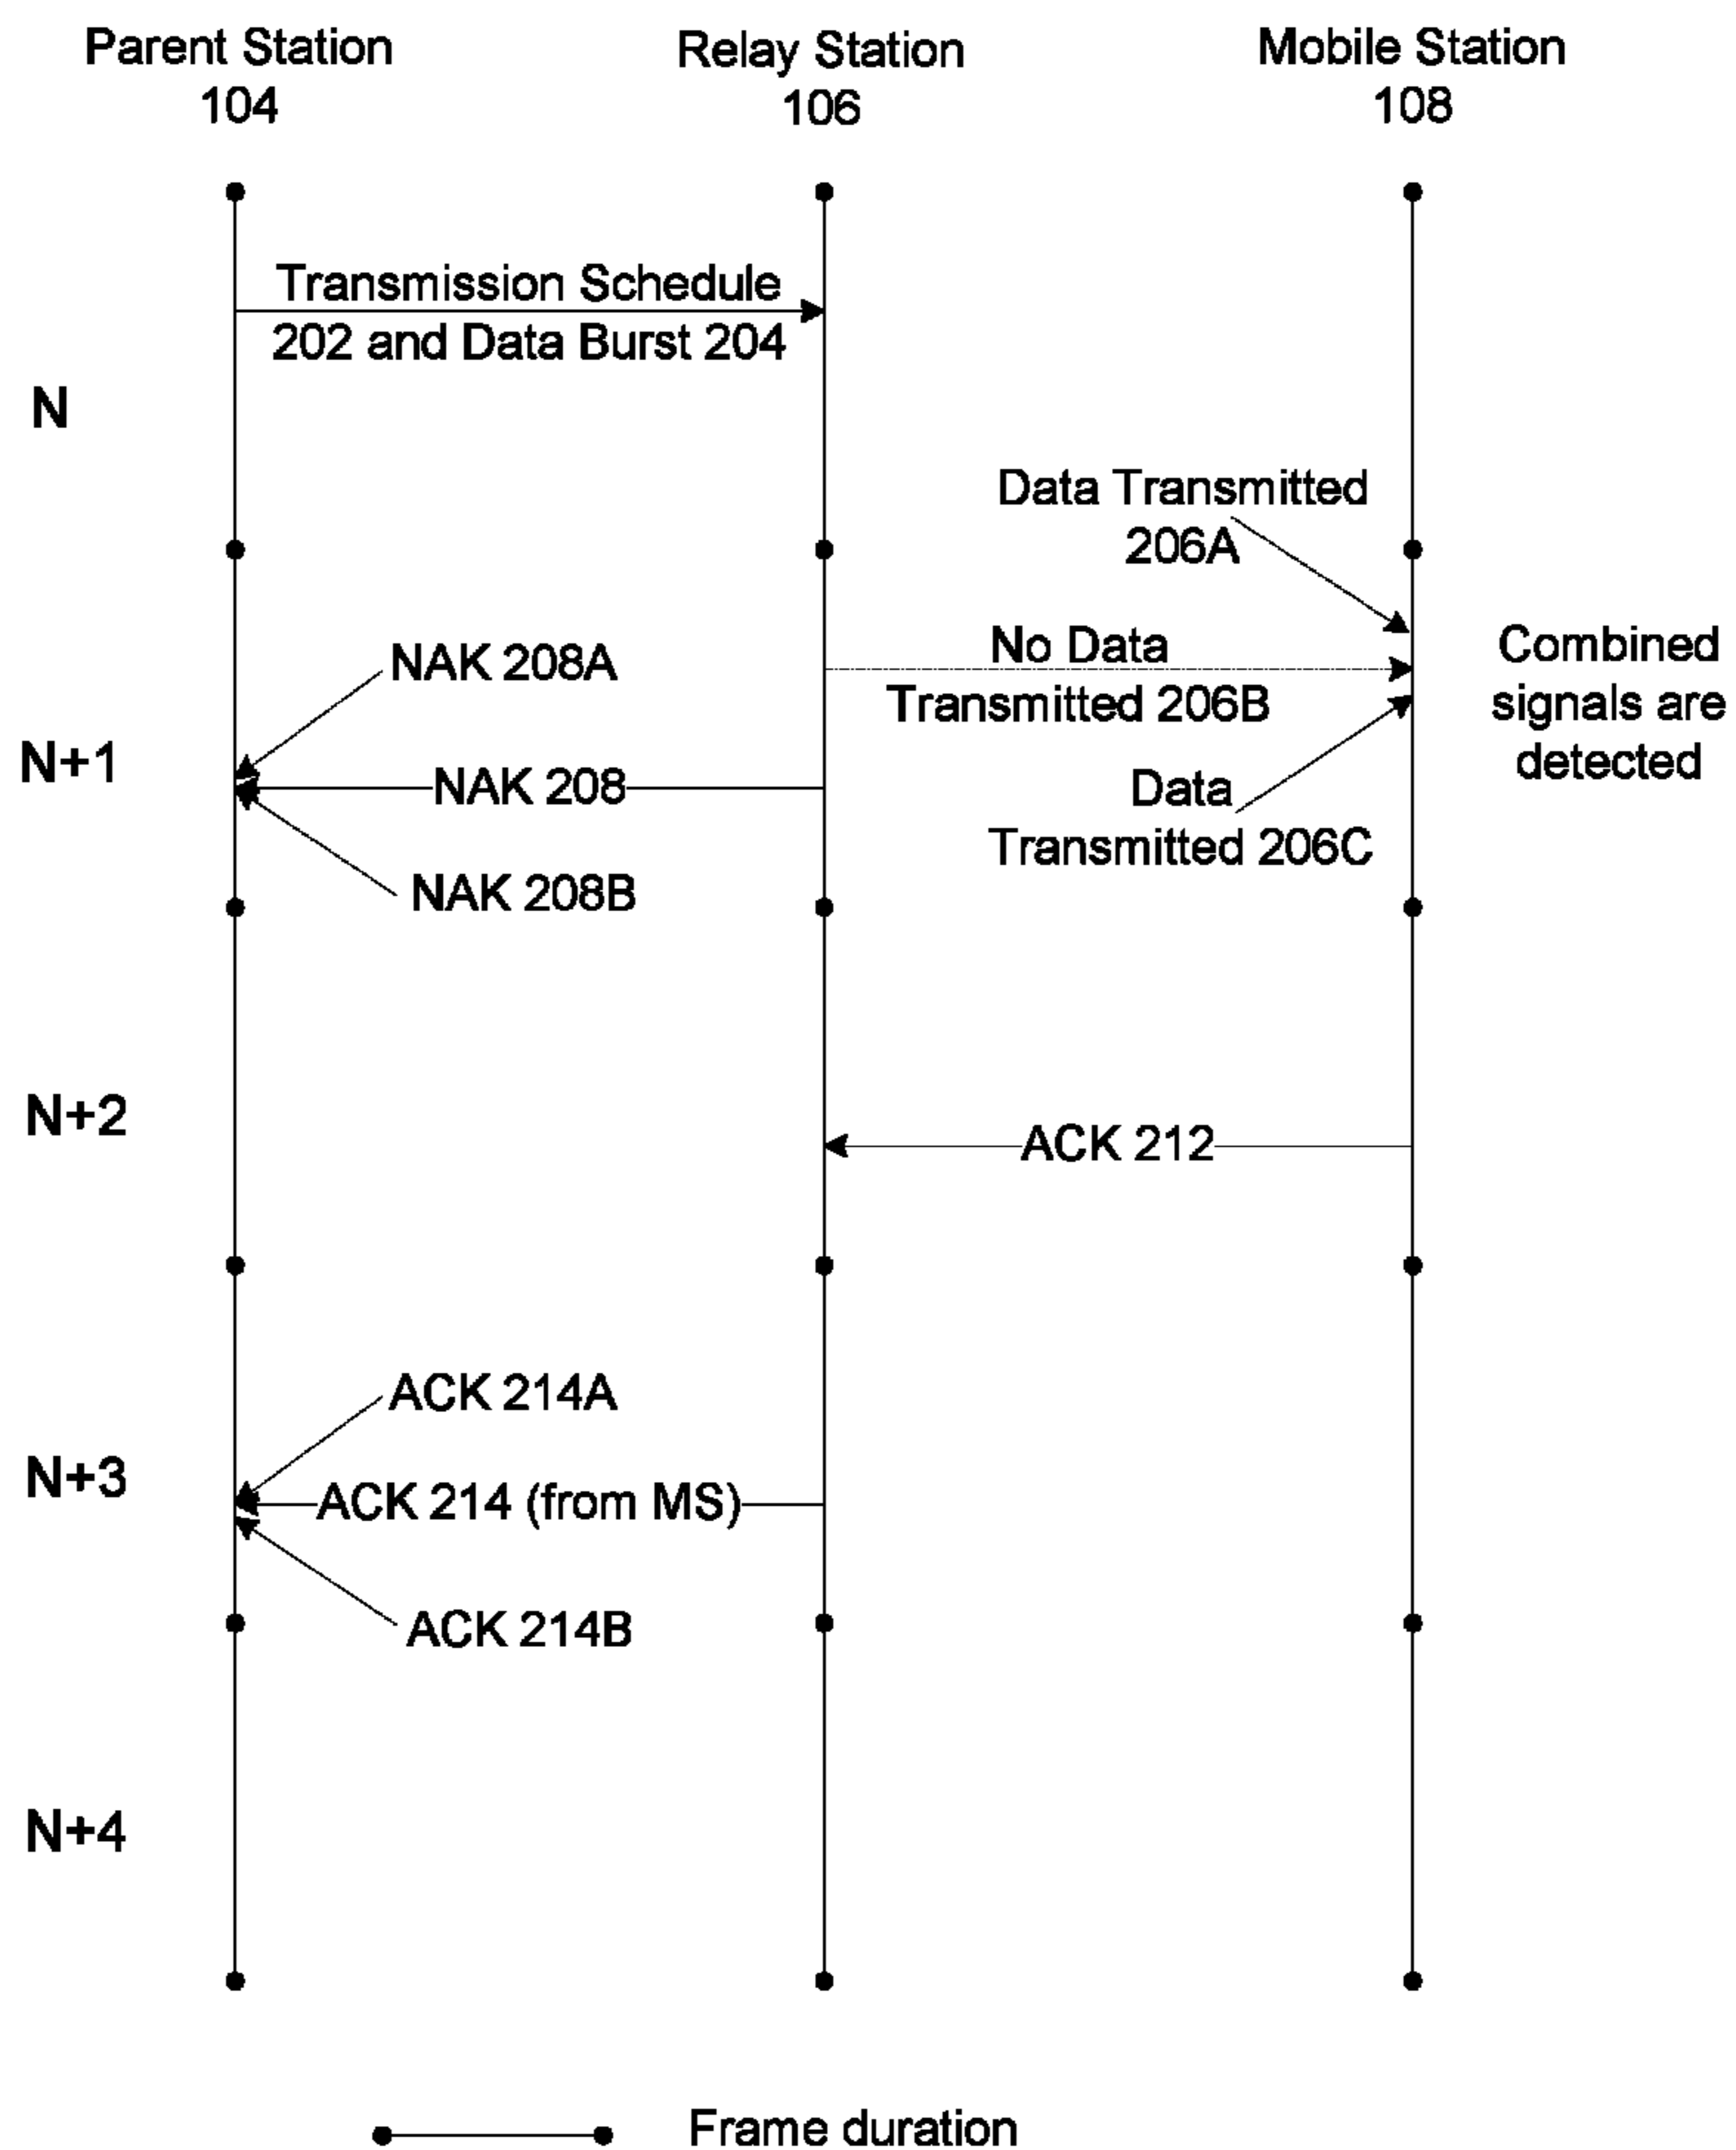 Parent Station
104
Relay Station
106
Mobile Station
108
Transmission Schedule
202 and Data Burst 204
N
Data Transmitted
206A
No Data
Transmitted 206B
Combined
signals are
detected
NAK 208A
N+1
NAK 208
Data
Transmitted 206C
NAK 208B
N+2
ACK 212
ACK 214A
N+3
ACK 214 (from MS)
ACK 214B
N+4
Frame duration